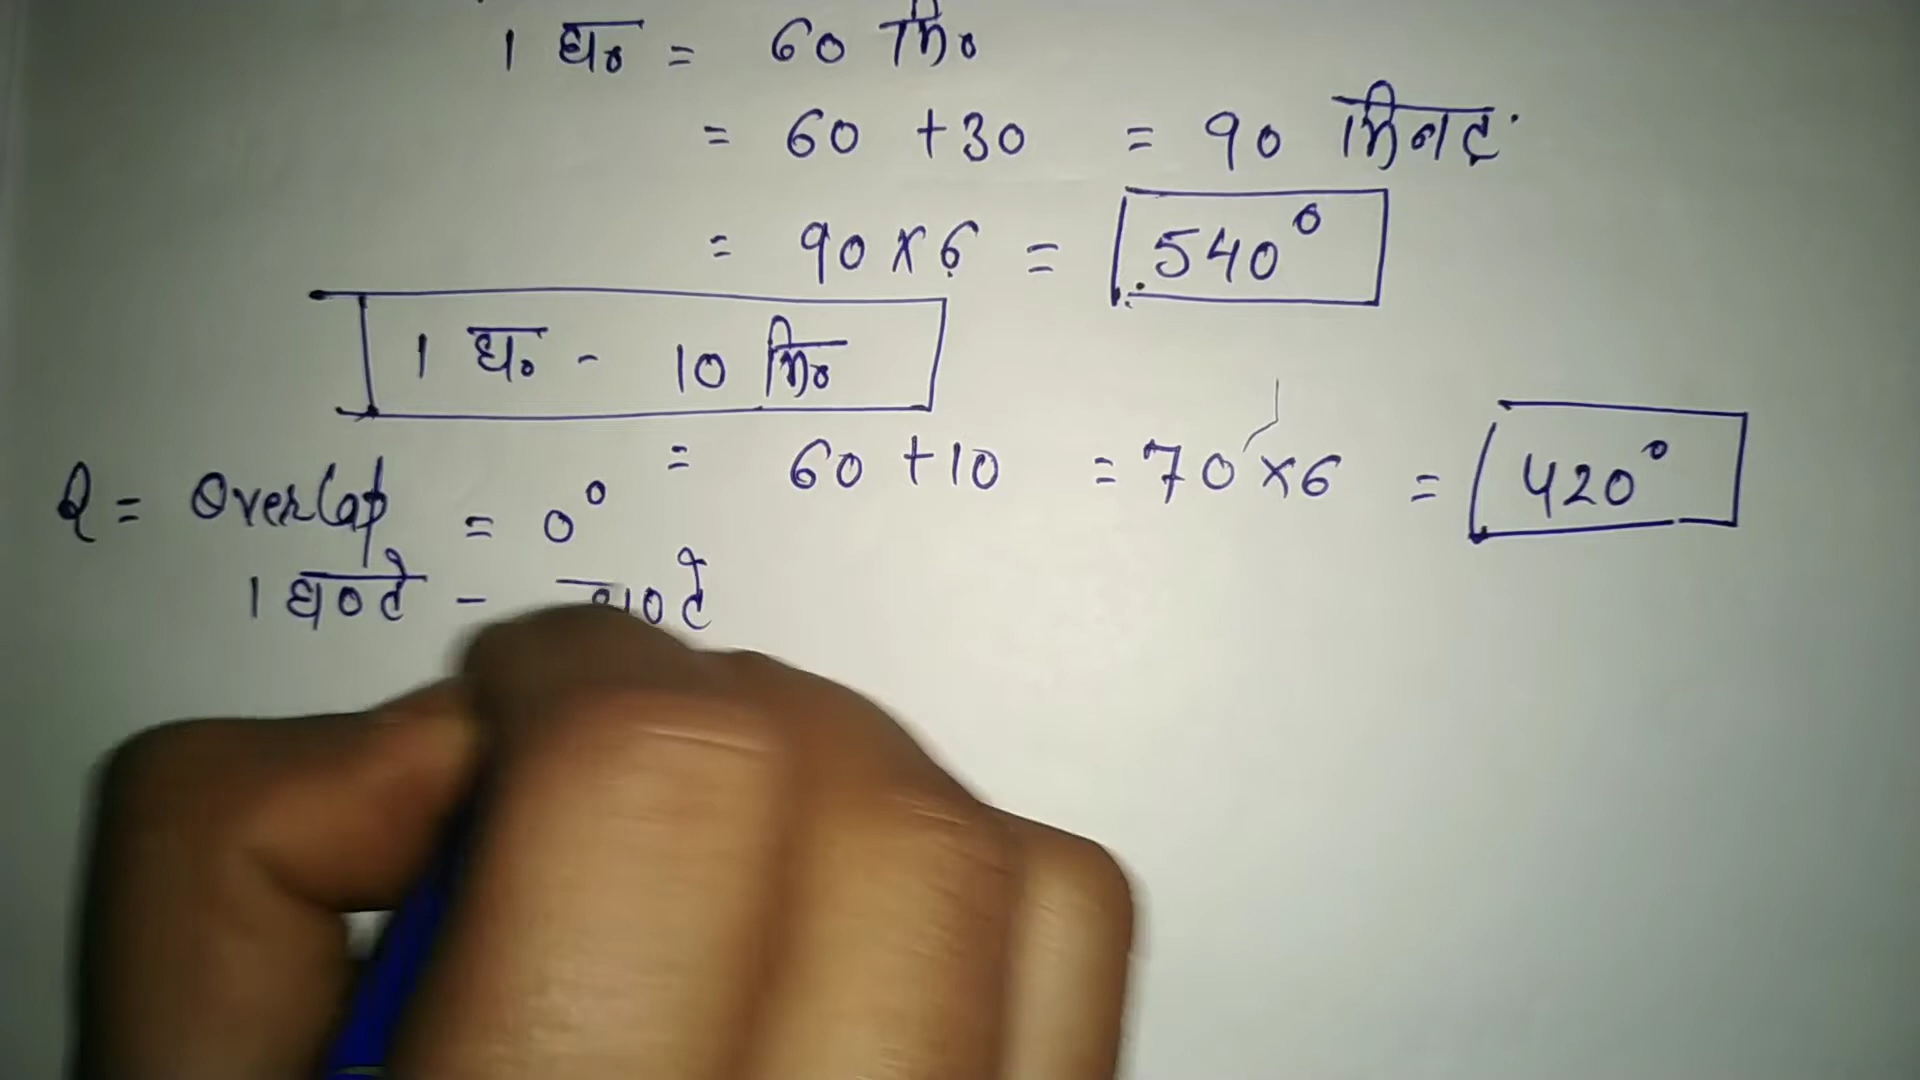 1 घ० = 60 मि०
= 60 + 30 = 90 मिनट
= 90 × 6 = 540°
1 घ० - 10 मि०
= 60 + 10 = 70 × 6 = 420°
Q = Overlap = 0°
1 घ०टे -